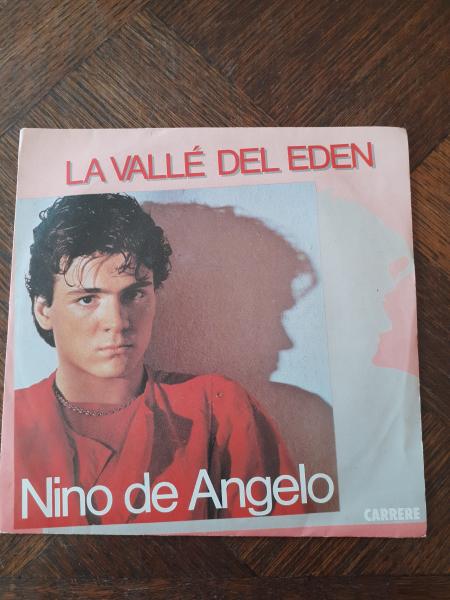 LA VALLÉ DEL EDEN
Nino de Angelo
CARRERE